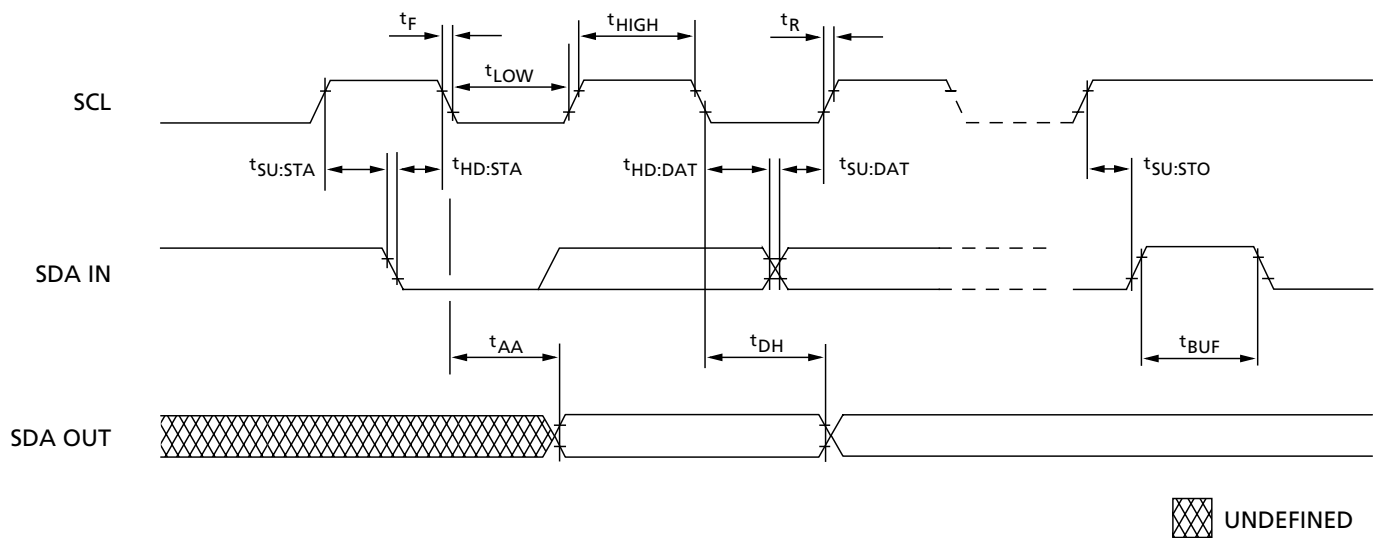 tF
tHIGH
tR
tLOW
SCL
tSU:STA
tHD:STA
tHD:DAT
tSU:DAT
tSU:STO
SDA IN
tAA
tDH
tBUF
SDA OUT
UNDEFINED